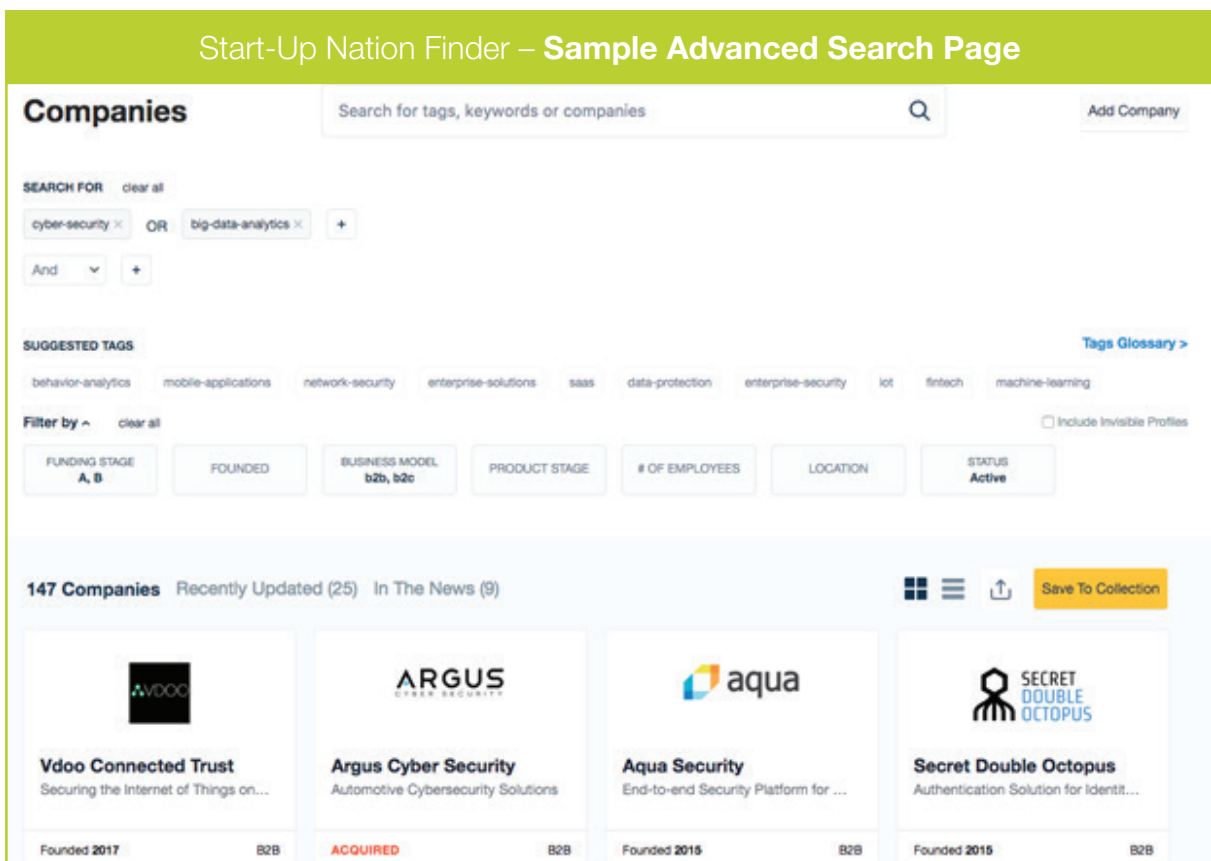 Start-Up Nation Finder – Sample Advanced Search Page
Companies
Search for tags, keywords or companies
Add Company
SEARCH FOR clear all
cyber-security × OR big-data-analytics × +
And +
SUGGESTED TAGS
Tags Glossary >
behavior-analytics mobile-applications network-security enterprise-solutions saas data-protection enterprise-security iot fintech machine-learning
Filter by clear all
Include Invisible Profiles
FUNDING STAGE
A, B
FOUNDED
BUSINESS MODEL
b2b, b2c
PRODUCT STAGE
# OF EMPLOYEES
LOCATION
STATUS
Active
147 Companies Recently Updated (25) In The News (9)
Save To Collection
VDOO
ARGUS
CYBER SECURITY
aqua
SECRET
DOUBLE
OCTOPUS
Vdoo Connected Trust
Securing the Internet of Things on...
Founded 2017 B2B
Argus Cyber Security
Automotive Cybersecurity Solutions
ACQUIRED B2B
Aqua Security
End-to-end Security Platform for ...
Founded 2015 B2B
Secret Double Octopus
Authentication Solution for Identit...
Founded 2015 B2B